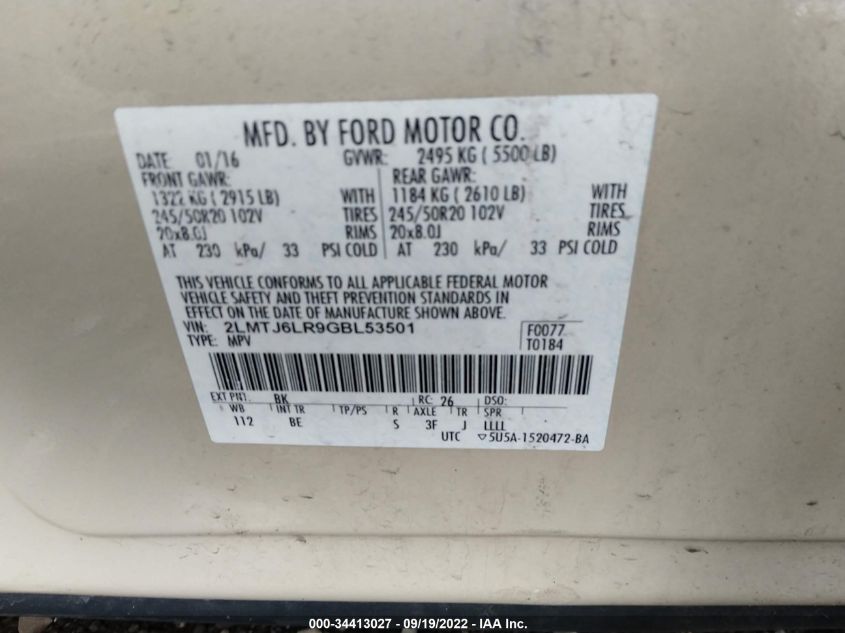 MFD. BY FORD MOTOR CO.
DATE: 01/16 GVWR: 2495 KG ( 5500 LB)
FRONT GAWR: REAR GAWR:
1322 KG ( 2915 LB) WITH 1184 KG ( 2610 LB) WITH
245/50R20 102V TIRES 245/50R20 102V TIRES
20x8.0J RIMS 20x8.0J RIMS
AT 230 kPa/ 33 PSI COLD AT 230 kPa/ 33 PSI COLD
THIS VEHICLE CONFORMS TO ALL APPLICABLE FEDERAL MOTOR
VEHICLE SAFETY AND THEFT PREVENTION STANDARDS IN
EFFECT ON THE DATE OF MANUFACTURE SHOWN ABOVE.
VIN: 2LMTJ6LR9GBL53501 F0077
TYPE: MPV T0184
EXT PNT: BK RC: 26 DSO:
WB INT TR TP/PS R AXLE TR SPR
112 BE S 3F J LLLL
UTC ▽5U5A-1520472-BA
000-34413027 - 09/19/2022 - IAA Inc.